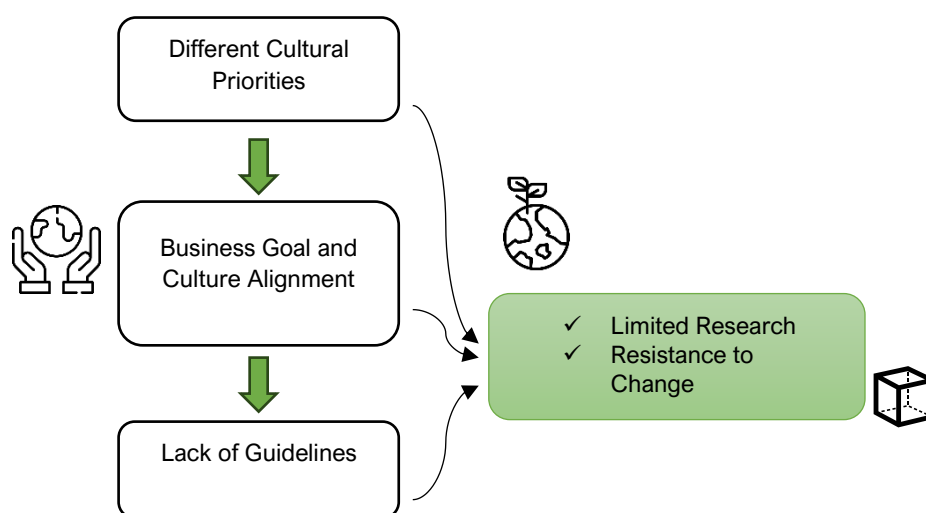 Different Cultural
Priorities
Business Goal and
Culture Alignment
Lack of Guidelines
✓ Limited Research
✓ Resistance to
Change